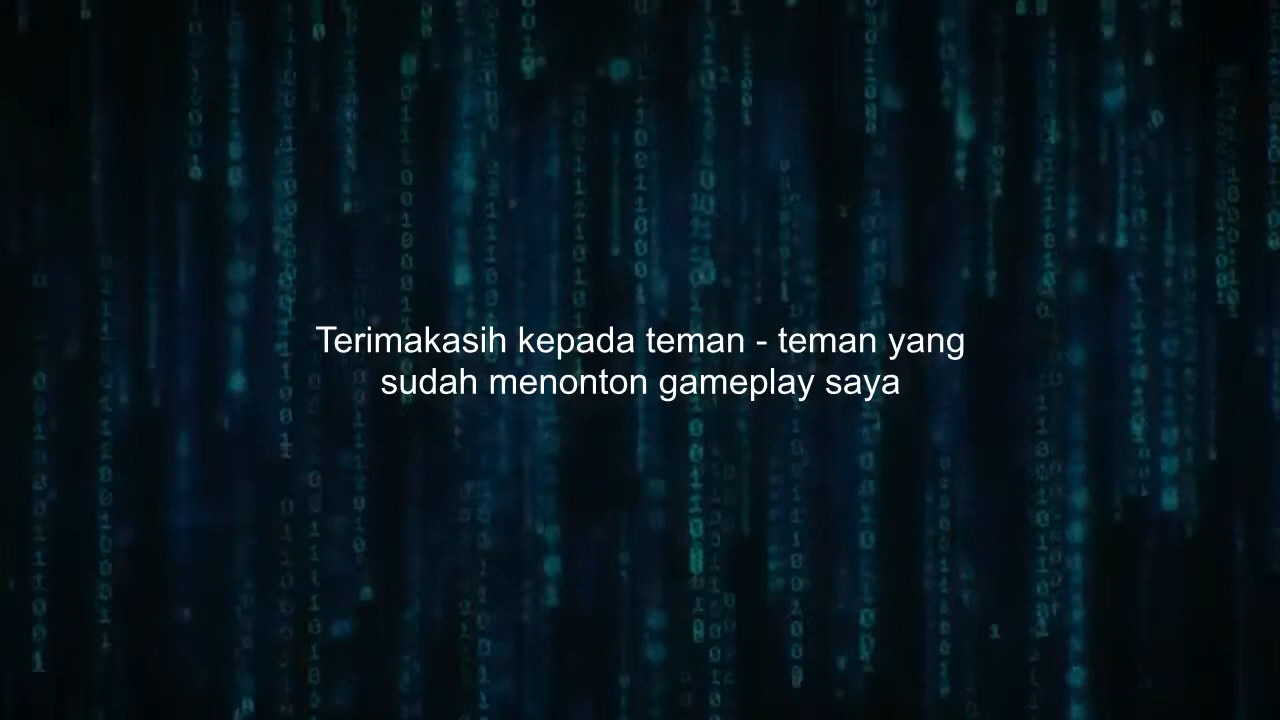 Terimakasih kepada teman - teman yang
sudah menonton gameplay saya